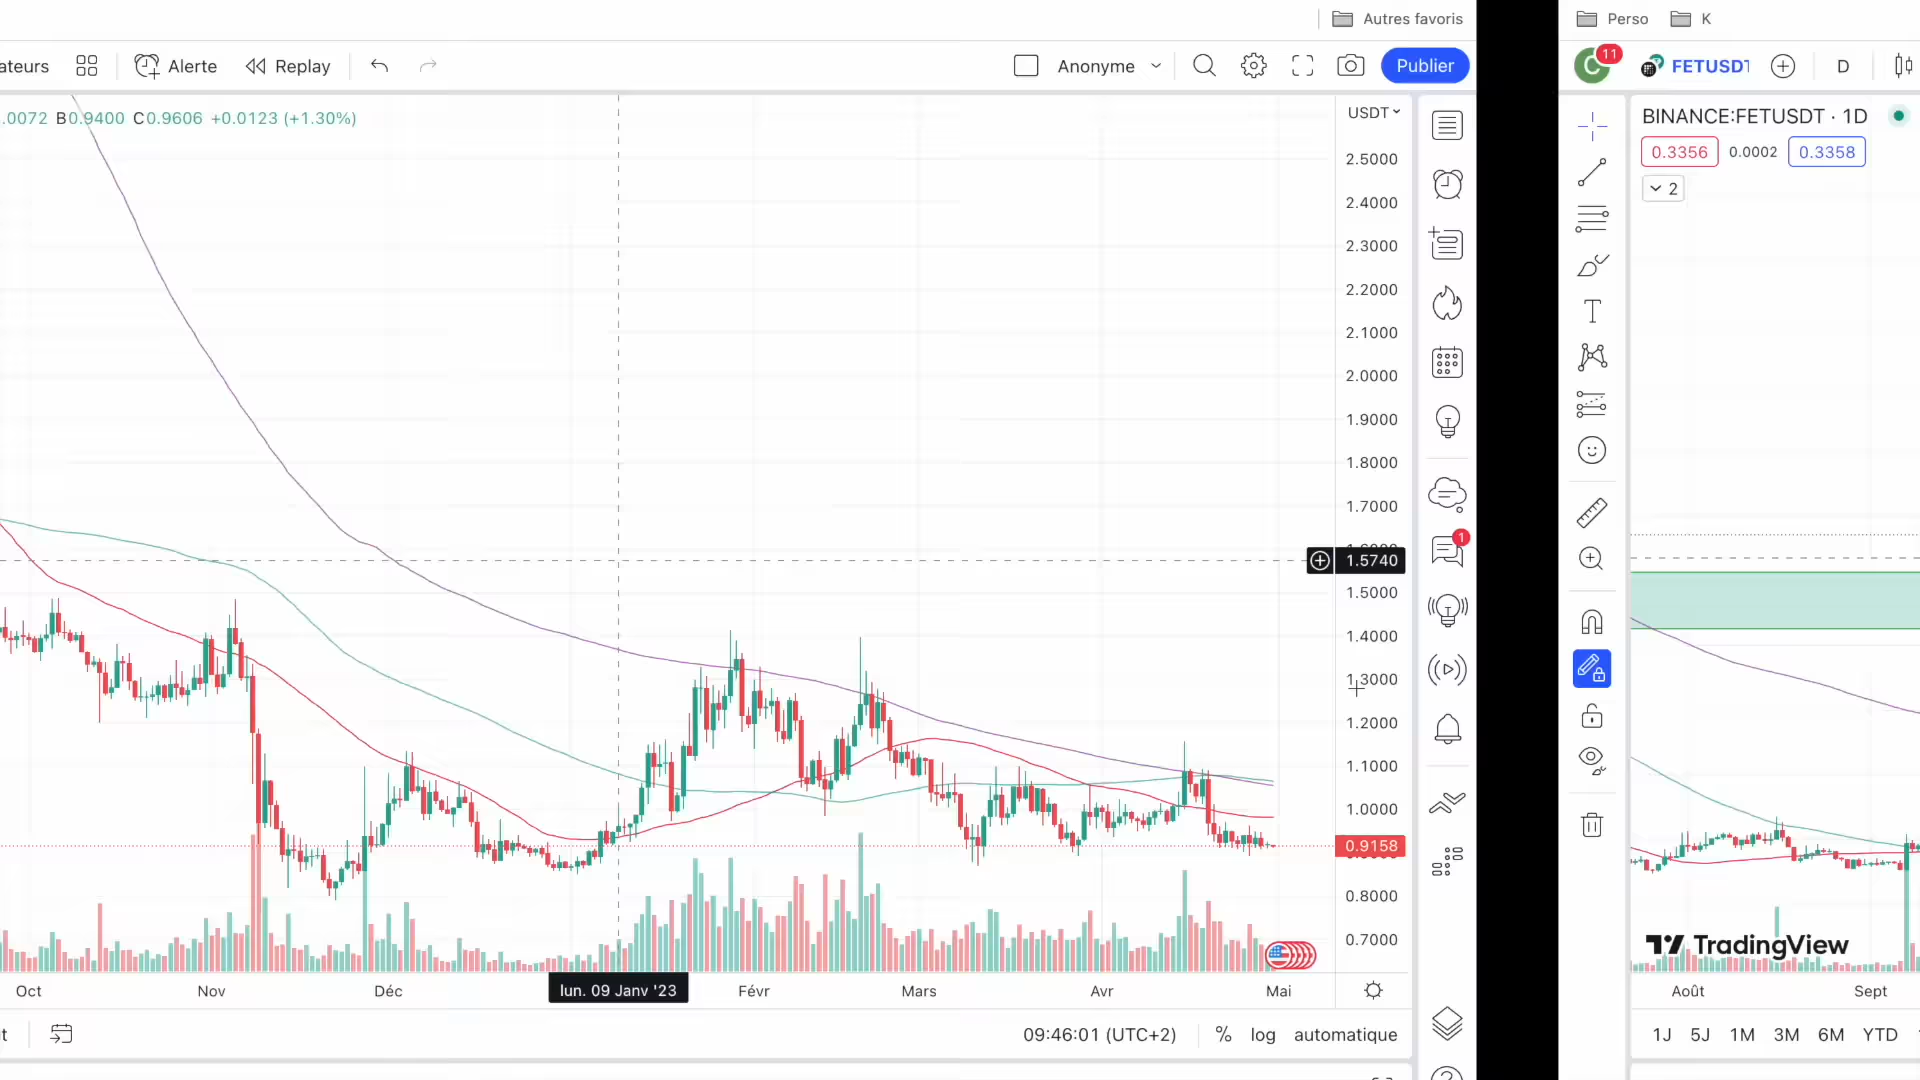 Autres favoris
ateurs Alerte Replay Anonyme Publier
.0072 B0.9400 C0.9606 +0.0123 (+1.30%)
USDT
2.5000
2.4000
2.3000
2.2000
2.1000
2.0000
1.9000
1.8000
1.7000
1.5740
1.5000
1.4000
1.3000
1.2000
1.1000
1.0000
0.9158
0.8000
0.7000
1
Oct Nov Déc lun. 09 Janv '23 Févr Mars Avr Mai
t 09:46:01 (UTC+2) % log automatique
Perso K
C 11 FETUSDT D
BINANCE:FETUSDT · 1D
0.3356 0.0002 0.3358
2
TradingView
Août Sept
1J 5J 1M 3M 6M YTD